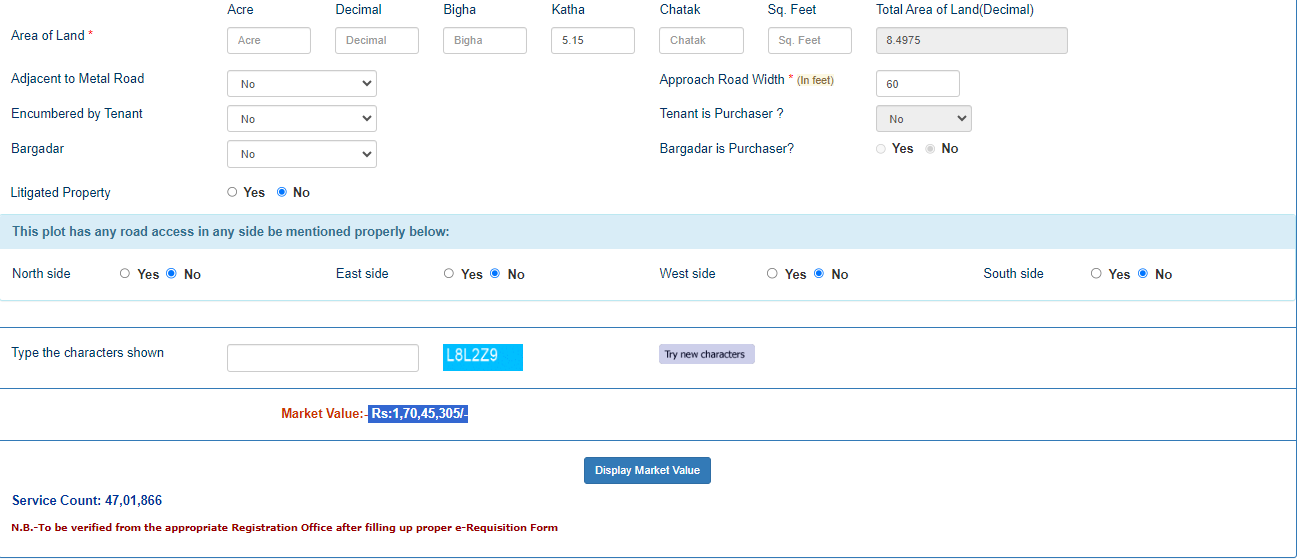 Acre Decimal Bigha Katha Chatak Sq. Feet Total Area of Land(Decimal)
Area of Land * Acre Decimal Bigha 5.15 Chatak Sq. Feet 8.4975
Adjacent to Metal Road No Approach Road Width * (In feet) 60
Encumbered by Tenant No Tenant is Purchaser ? No
Bargadar No Bargadar is Purchaser? Yes No
Litigated Property Yes No
This plot has any road access in any side be mentioned properly below:
North side Yes No East side Yes No West side Yes No South side Yes No
Type the characters shown L8L2Z9 Try new characters
Market Value:- Rs:1,70,45,305/-
Display Market Value
Service Count: 47,01,866
N.B.-To be verified from the appropriate Registration Office after filling up proper e-Requisition Form